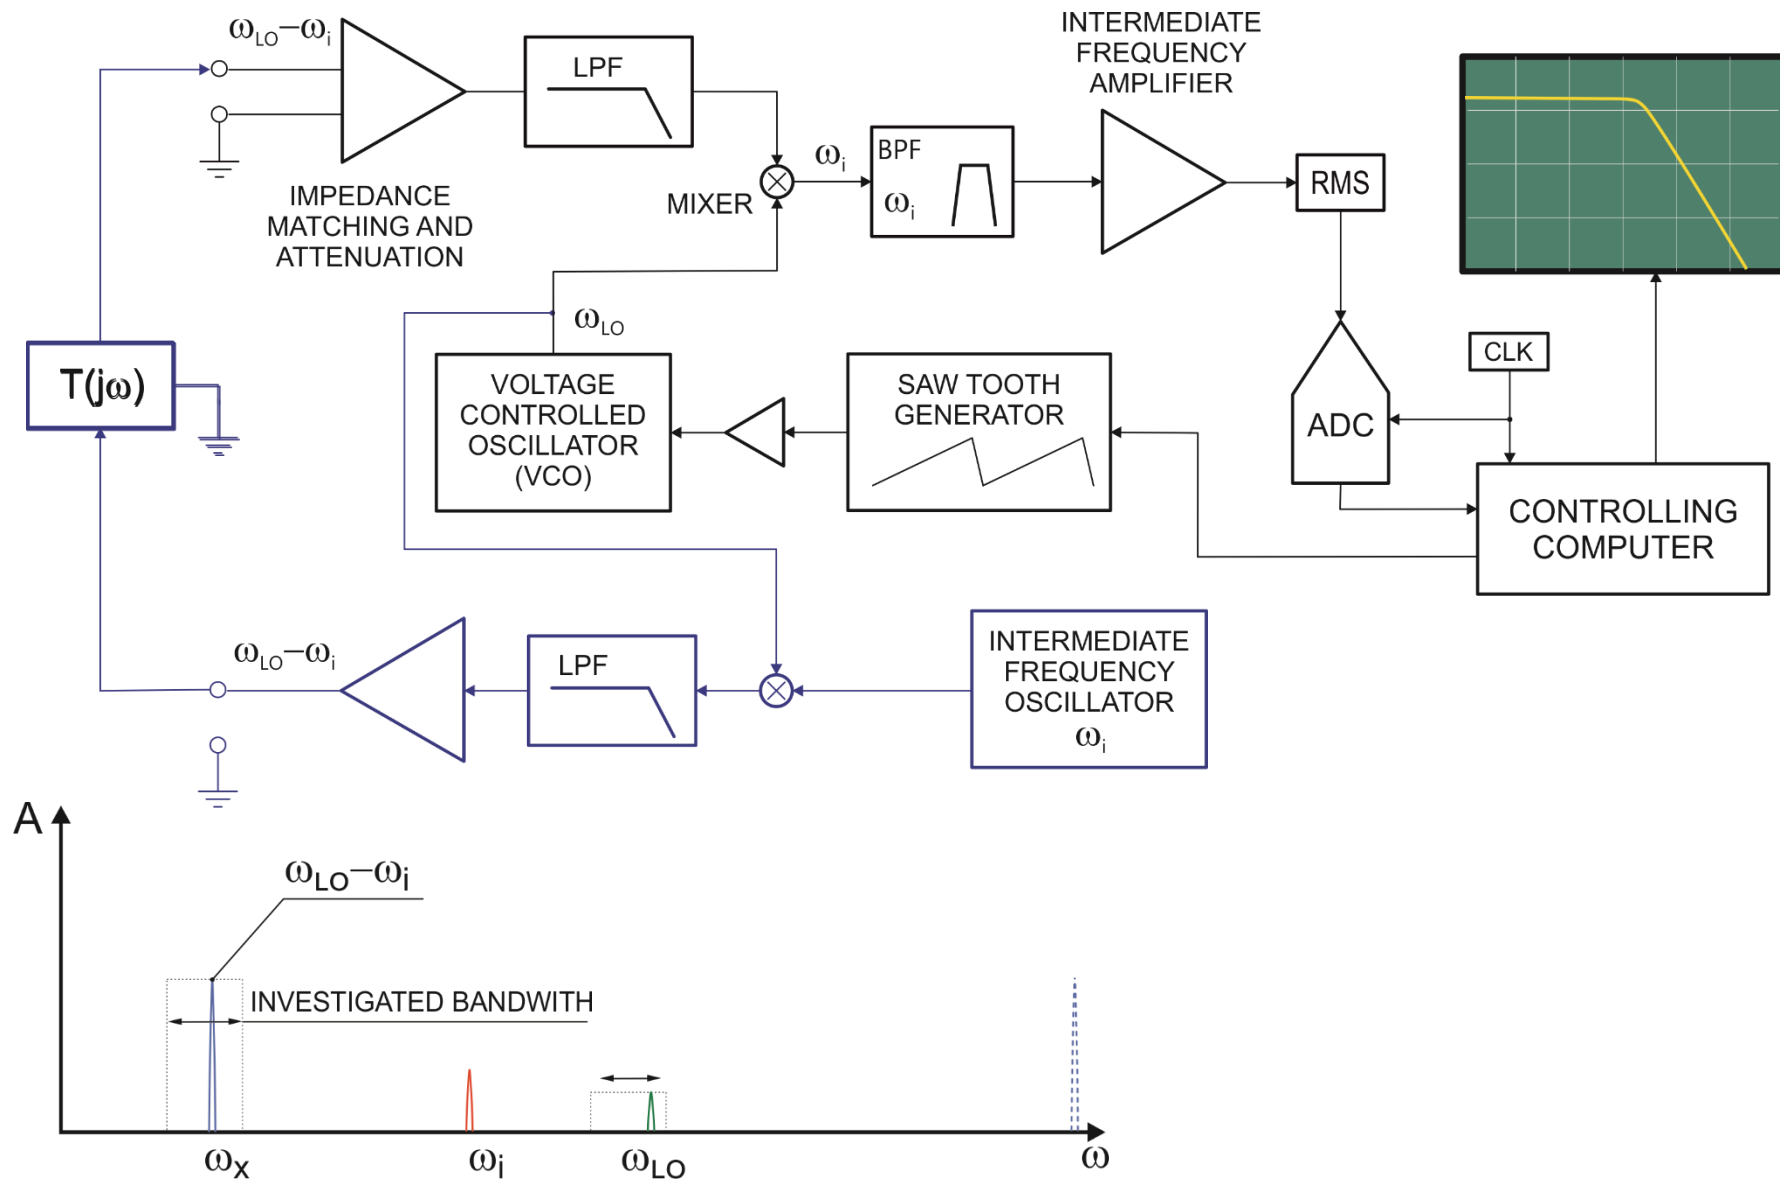 ωLO−ωi
IMPEDANCE
MATCHING AND
ATTENUATION
LPF
MIXER
ωi
BPF
ωi
INTERMEDIATE
FREQUENCY
AMPLIFIER
RMS
ADC
CLK
CONTROLLING
COMPUTER
SAW TOOTH
GENERATOR
ωLO
VOLTAGE
CONTROLLED
OSCILLATOR
(VCO)
T(jω)
ωLO−ωi
LPF
INTERMEDIATE
FREQUENCY
OSCILLATOR
ωi
A
ωLO−ωi
INVESTIGATED BANDWITH
ωx
ωi
ωLO
ω